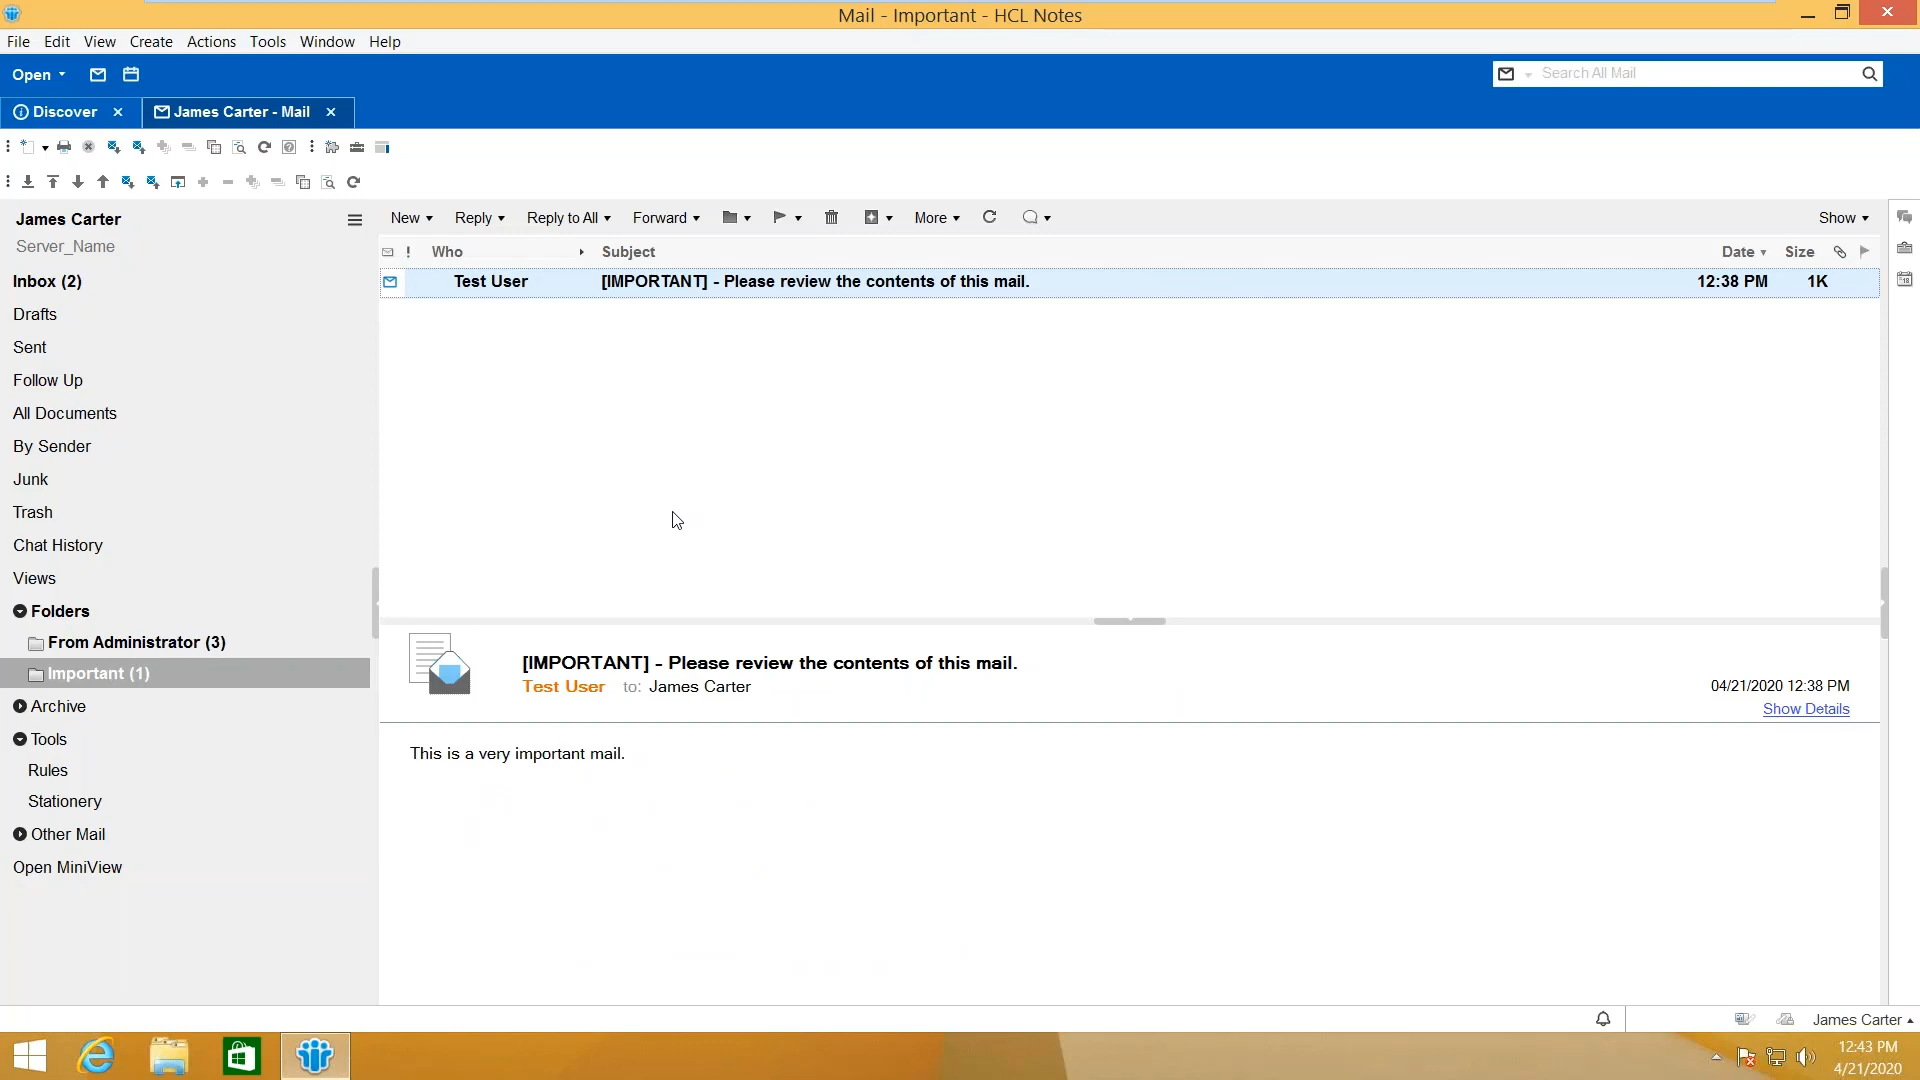 Mail - Important - HCL Notes
File Edit View Create Actions Tools Window Help
Open Search All Mail
Discover James Carter - Mail
James Carter
Server_Name
New Reply Reply to All Forward More Show
! Who Subject Date Size
Test User [IMPORTANT] - Please review the contents of this mail. 12:38 PM 1K
Inbox (2)
Drafts
Sent
Follow Up
All Documents
By Sender
Junk
Trash
Chat History
Views
Folders
From Administrator (3)
Important (1)
Archive
Tools
Rules
Stationery
Other Mail
Open MiniView
[IMPORTANT] - Please review the contents of this mail.
Test User to: James Carter
04/21/2020 12:38 PM
Show Details
This is a very important mail.
James Carter
12:43 PM
4/21/2020